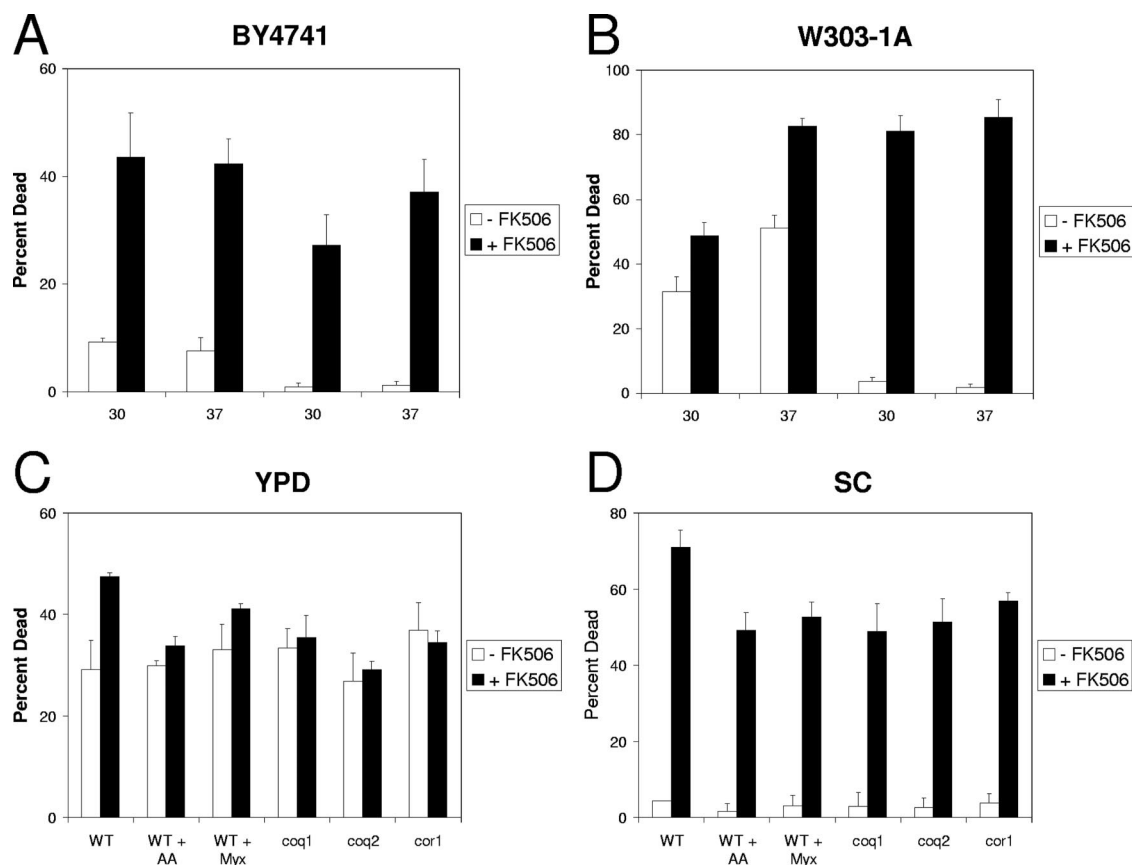 A
BY4741
60
40
20
0
Percent Dead
30
37
30
37
- FK506
+ FK506
B
W303-1A
100
80
60
40
20
0
Percent Dead
30
37
30
37
- FK506
+ FK506
C
YPD
60
40
20
0
Percent Dead
WT
WT +
AA
WT +
Myx
coq1
coq2
cor1
- FK506
+ FK506
D
SC
80
60
40
20
0
Percent Dead
WT
WT +
AA
WT +
Myx
coq1
coq2
cor1
- FK506
+ FK506